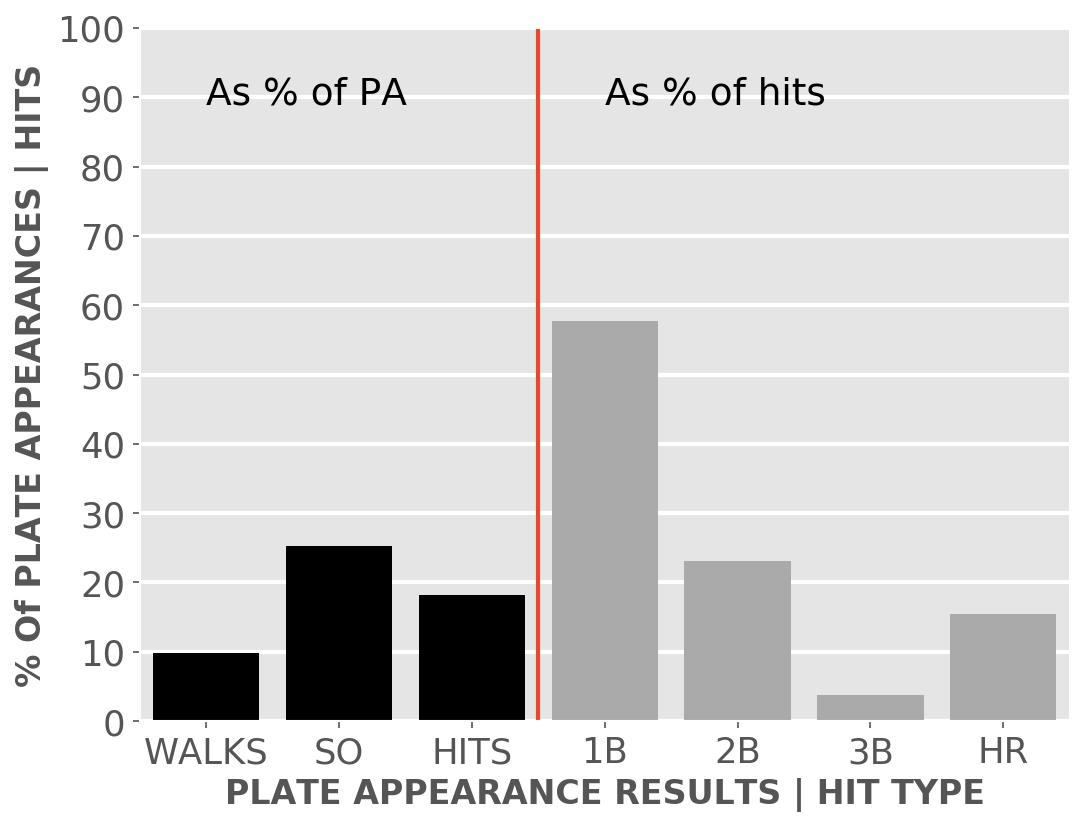 % Of PLATE APPEARANCES | HITS
100
90
80
70
60
50
40
30
20
10
0
As % of PA
As % of hits
WALKS SO HITS 1B 2B 3B HR
PLATE APPEARANCE RESULTS | HIT TYPE